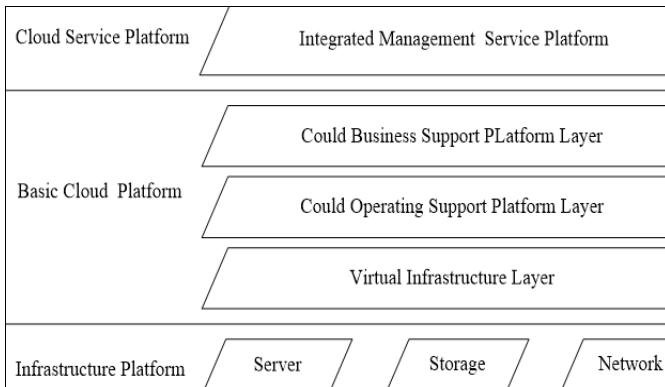 Cloud Service Platform
Integrated Management Service Platform
Could Business Support PLatform Layer
Basic Cloud Platform
Could Operating Support Platform Layer
Virtual Infrastructure Layer
Infrastructure Platform
Server
Storage
Network